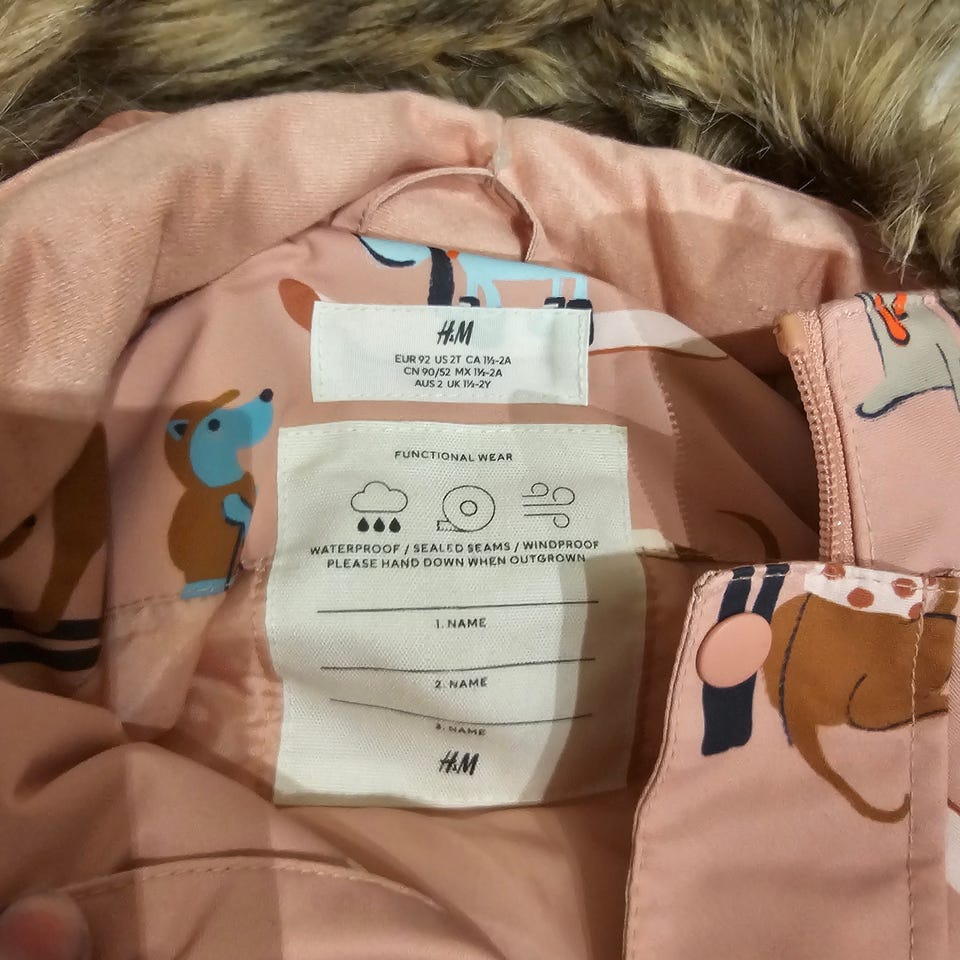 H&M
EUR 92 US 2T CA 1½-2A
CN 90/52 MX 1½-2A
AUS 2 UK 1½-2Y
FUNCTIONAL WEAR
WATERPROOF / SEALED SEAMS / WINDPROOF
PLEASE HAND DOWN WHEN OUTGROWN
1. NAME
2. NAME
3. NAME
H&M